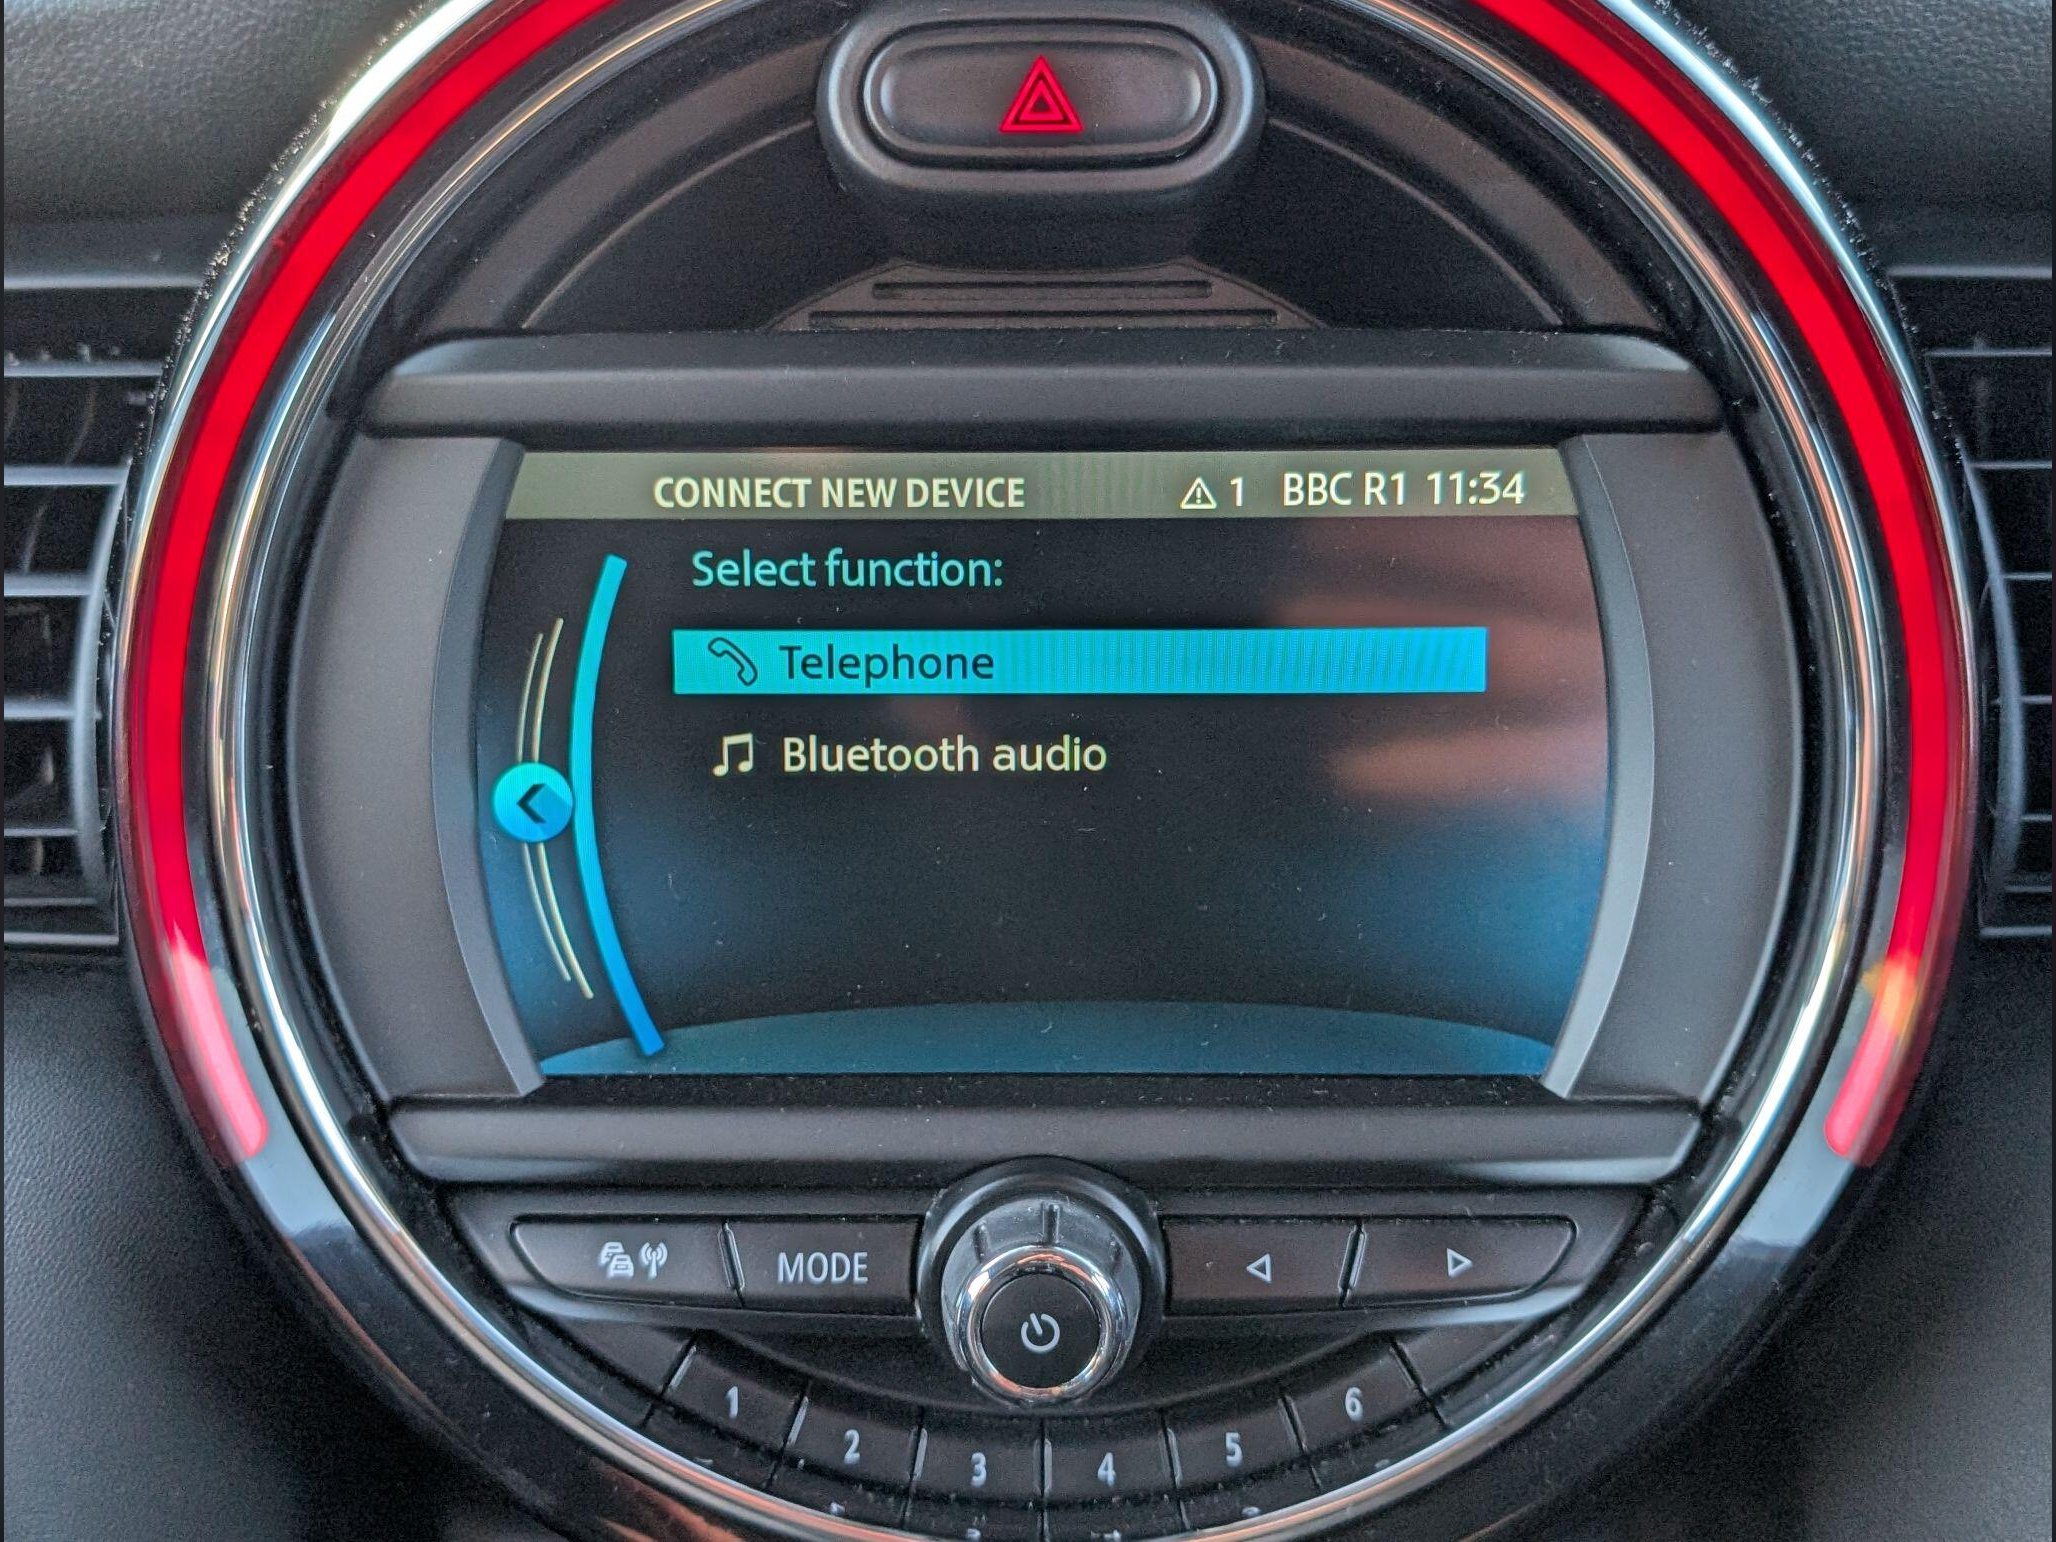 CONNECT NEW DEVICE 1 BBC R1 11:34
Select function:
Telephone
Bluetooth audio
MODE
1 2 3 4 5 6